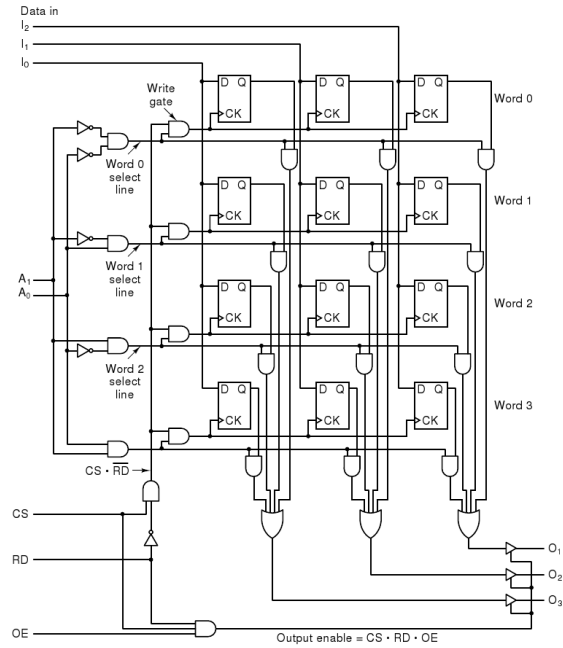 Data in
I₂
I₁
I₀
Write
gate
D Q
CK
D Q
CK
D Q
CK
Word 0
Word 0
select
line
D Q
CK
D Q
CK
D Q
CK
Word 1
Word 1
select
line
A₁
A₀
D Q
CK
D Q
CK
D Q
CK
Word 2
Word 2
select
line
D Q
CK
D Q
CK
D Q
CK
Word 3
CS • R̅D̅
CS
RD
OE
O₁
O₂
O₃
Output enable = CS • RD • OE